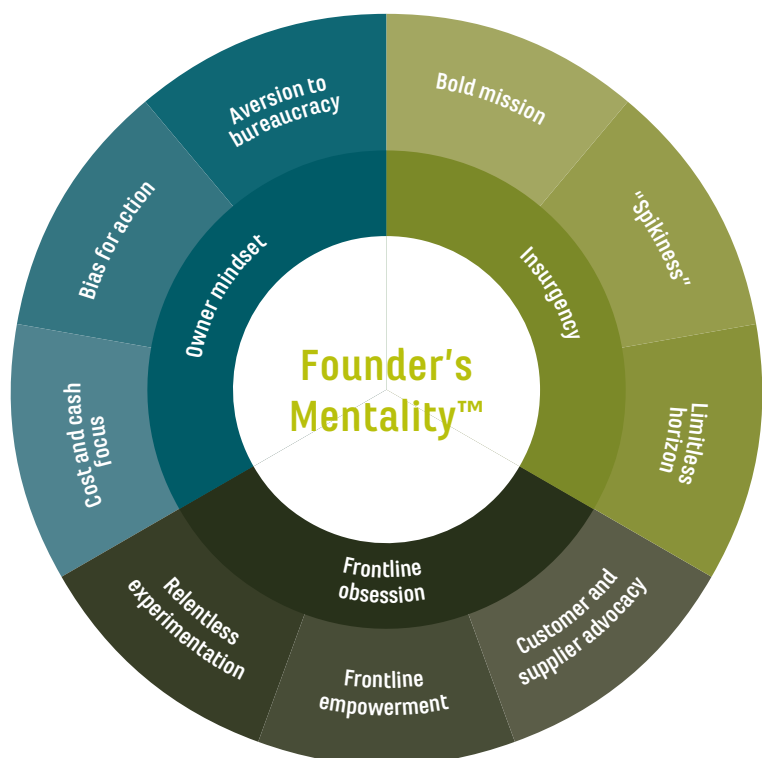 Founder's
Mentality™
Insurgency
Bold mission
"Spikiness"
Limitless
horizon
Frontline
obsession
Customer and
supplier advocacy
Frontline
empowerment
Relentless
experimentation
Owner mindset
Cost and cash
focus
Bias for action
Aversion to
bureaucracy